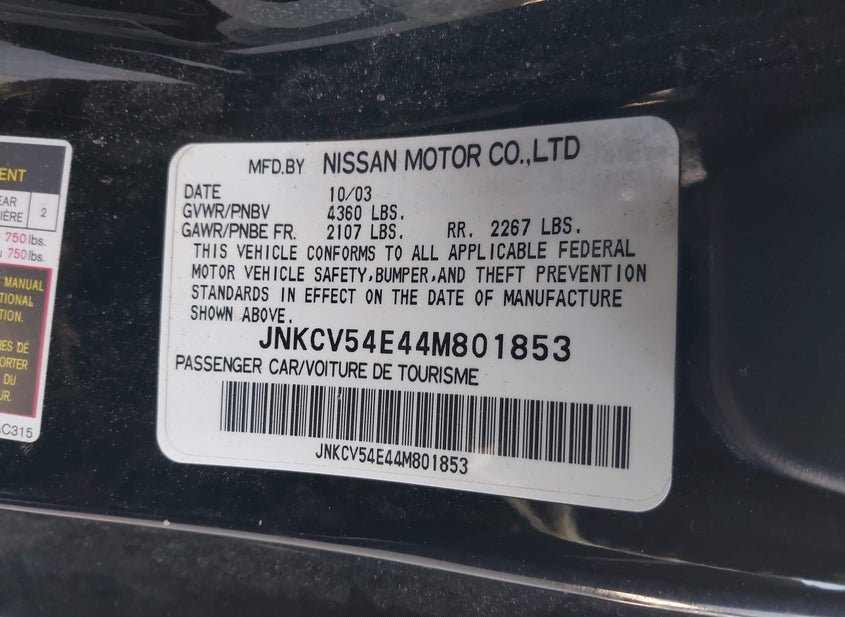 ENT
EAR
IÈRE 2
750 lbs.
750 lbs.
MANUAL
TIONAL
TION.
RES DE
ORTER
DU
UR.
AC315
MFD.BY NISSAN MOTOR CO.,LTD
DATE 10/03
GVWR/PNBV 4360 LBS.
GAWR/PNBE FR. 2107 LBS. RR. 2267 LBS.
THIS VEHICLE CONFORMS TO ALL APPLICABLE FEDERAL
MOTOR VEHICLE SAFETY,BUMPER,AND THEFT PREVENTION
STANDARDS IN EFFECT ON THE DATE OF MANUFACTURE
SHOWN ABOVE.
JNKCV54E44M801853
PASSENGER CAR/VOITURE DE TOURISME
JNKCV54E44M801853